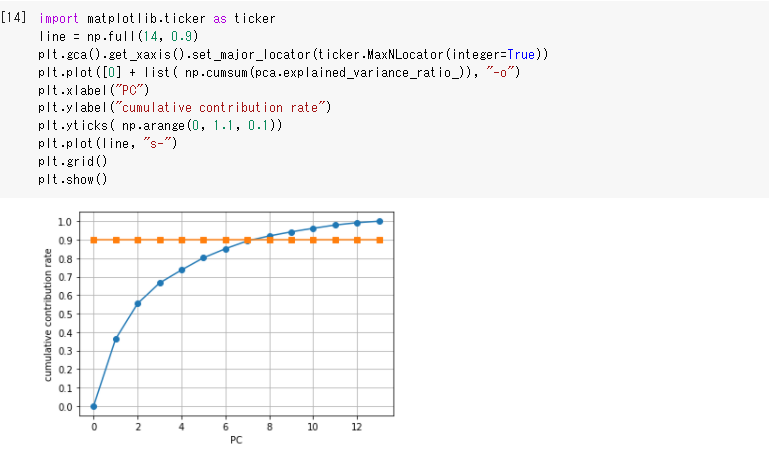 [14] import matplotlib.ticker as ticker
line = np.full(14, 0.9)
plt.gca().get_xaxis().set_major_locator(ticker.MaxNLocator(integer=True))
plt.plot([0] + list( np.cumsum(pca.explained_variance_ratio_)), "-o")
plt.xlabel("PC")
plt.ylabel("cumulative contribution rate")
plt.yticks( np.arange(0, 1.1, 0.1))
plt.plot(line, "s-")
plt.grid()
plt.show()
cumulative contribution rate
1.0
0.9
0.8
0.7
0.6
0.5
0.4
0.3
0.2
0.1
0.0
0 2 4 6 8 10 12
PC